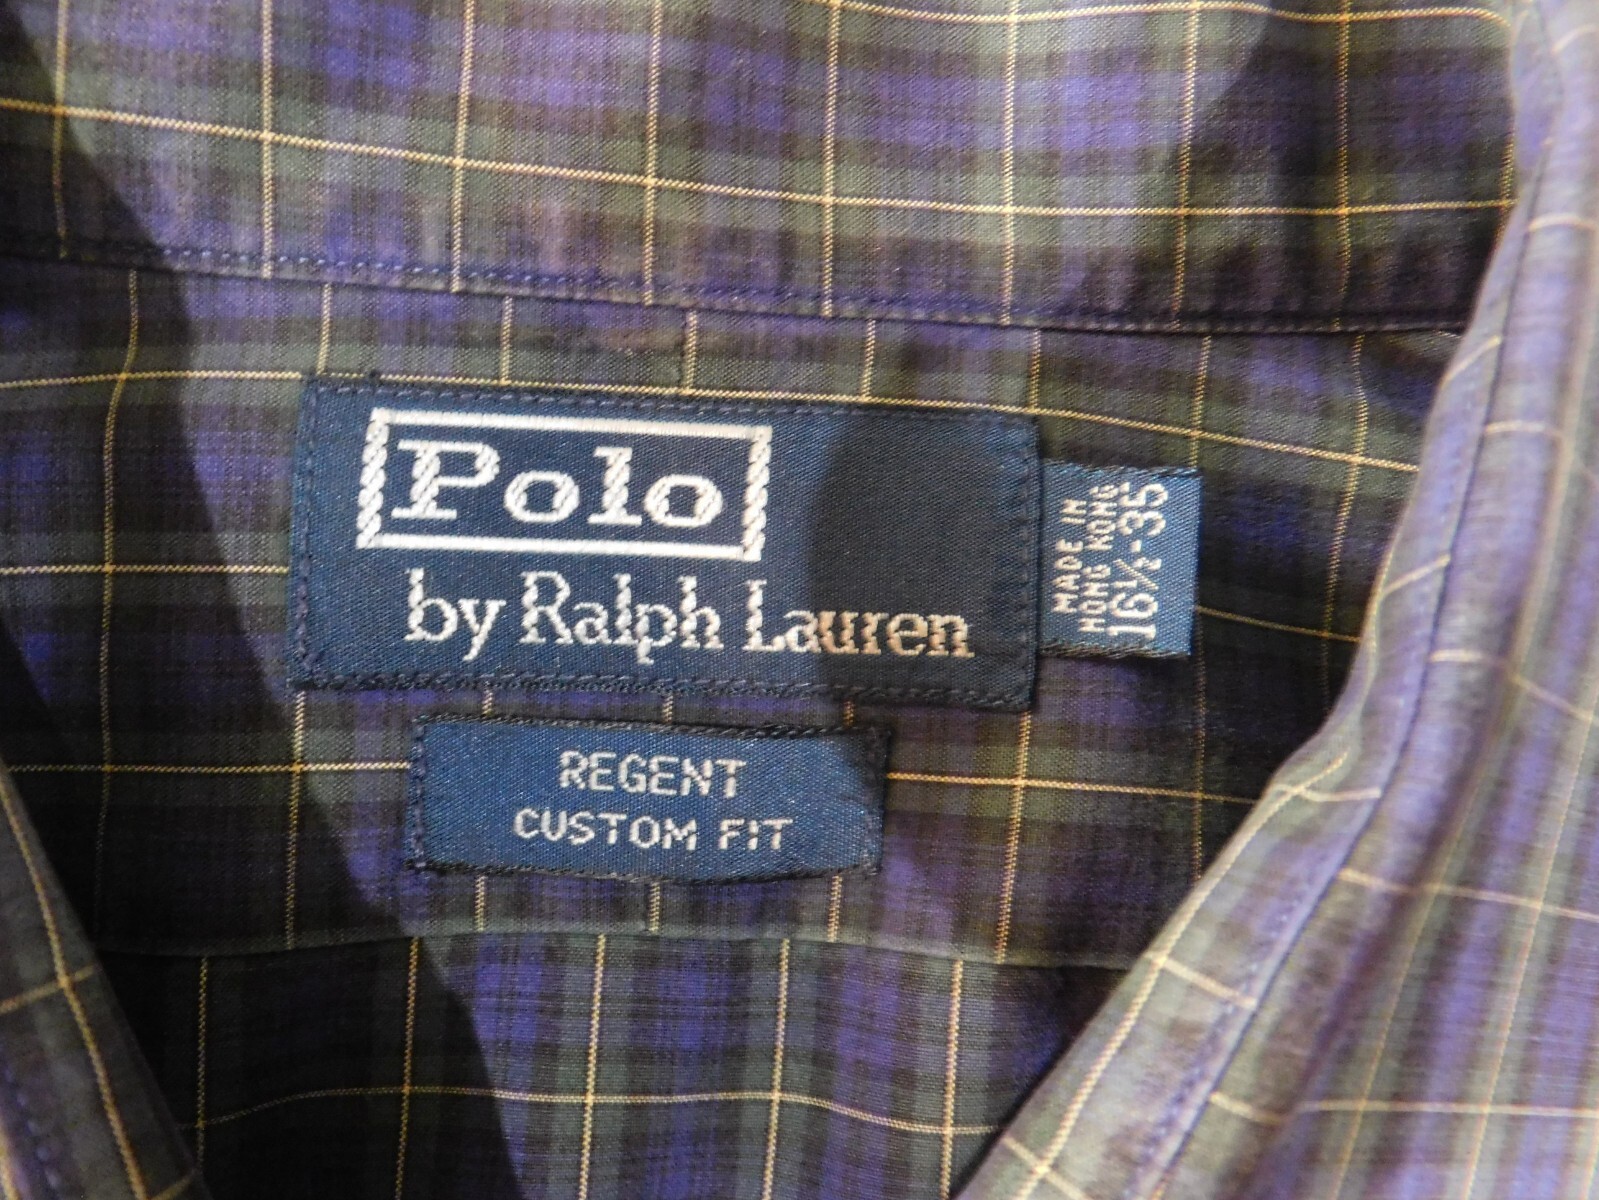 Polo
by Ralph Lauren
MADE IN
HONG KONG
16½-35
REGENT
CUSTOM FIT